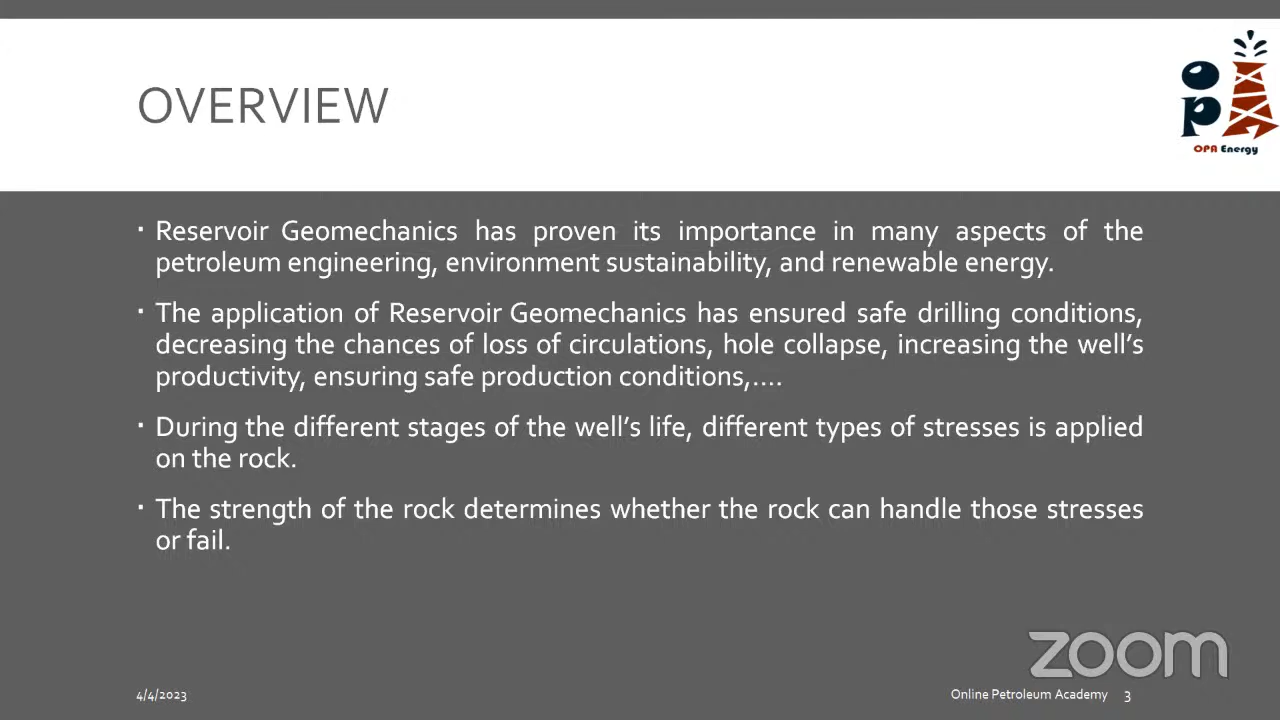 OVERVIEW
OPA Energy
▪ Reservoir Geomechanics has proven its importance in many aspects of the
petroleum engineering, environment sustainability, and renewable energy.
▪ The application of Reservoir Geomechanics has ensured safe drilling conditions,
decreasing the chances of loss of circulations, hole collapse, increasing the well’s
productivity, ensuring safe production conditions,....
▪ During the different stages of the well’s life, different types of stresses is applied
on the rock.
▪ The strength of the rock determines whether the rock can handle those stresses
or fail.
zoom
4/4/2023
Online Petroleum Academy 3